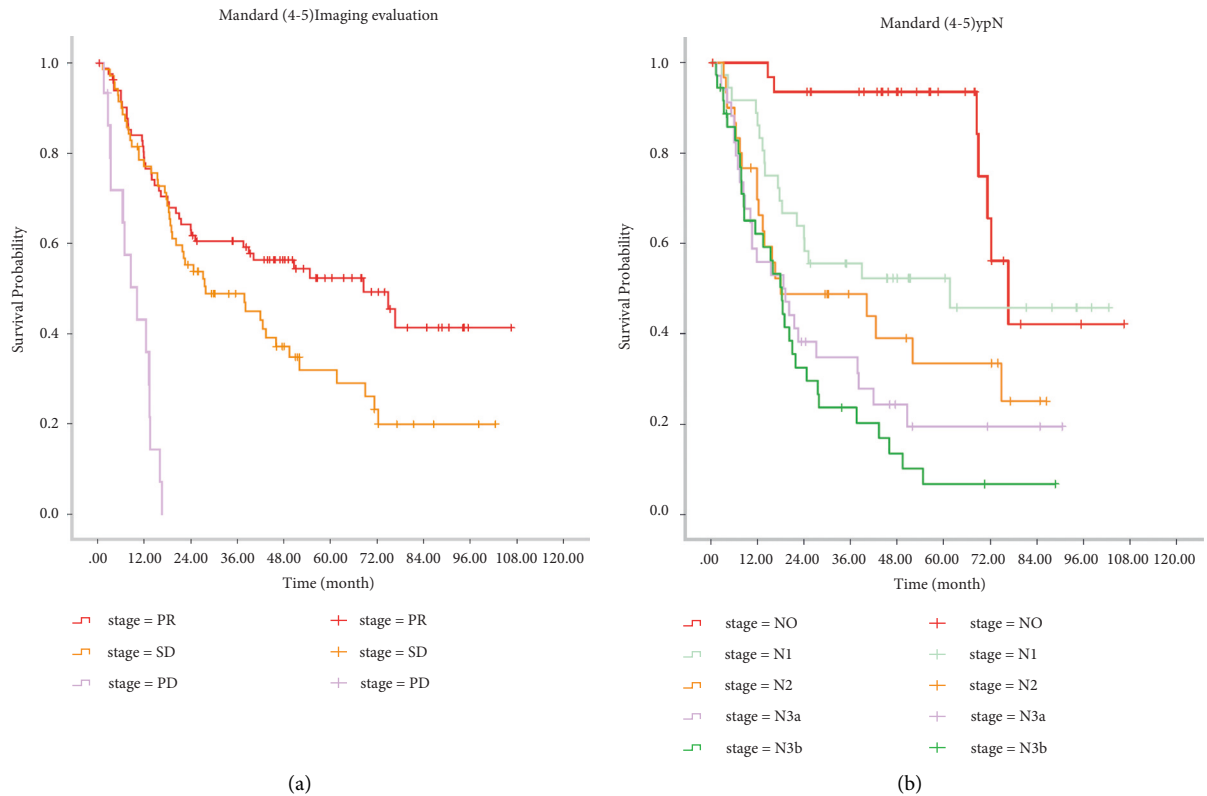 Mandard (4-5)Imaging evaluation
1.0
0.8
0.6
0.4
0.2
0.0
Survival Probability
.00 12.00 24.00 36.00 48.00 60.00 72.00 84.00 96.00 108.00 120.00
Time (month)
stage = PR stage = PR
stage = SD stage = SD
stage = PD stage = PD
(a)
Mandard (4-5)ypN
1.0
0.8
0.6
0.4
0.2
0.0
Survival Probability
.00 12.00 24.00 36.00 48.00 60.00 72.00 84.00 96.00 108.00 120.00
Time (month)
stage = NO stage = NO
stage = N1 stage = N1
stage = N2 stage = N2
stage = N3a stage = N3a
stage = N3b stage = N3b
(b)